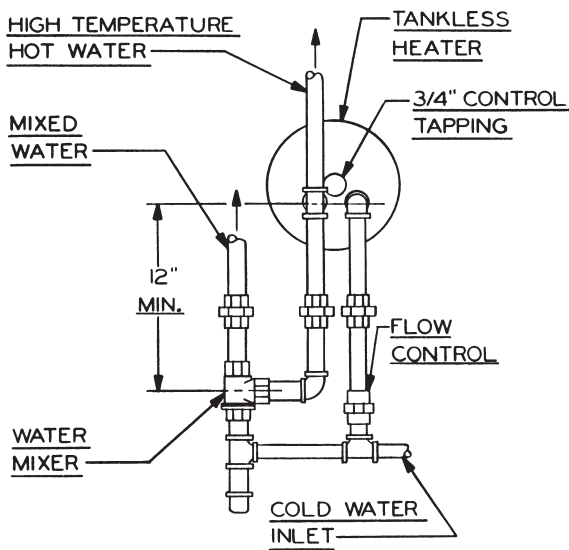 HIGH TEMPERATURE
HOT WATER
TANKLESS
HEATER
3/4" CONTROL
TAPPING
MIXED
WATER
12"
MIN.
FLOW
CONTROL
WATER
MIXER
COLD WATER
INLET